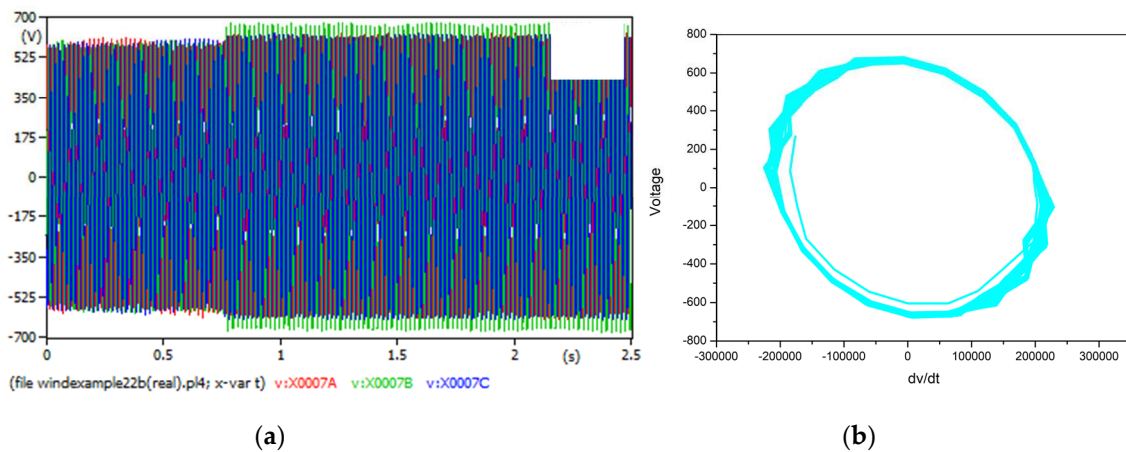 700
(V)
525
350
175
0
-175
-350
-525
-700
0 0.5 1 1.5 2 (s) 2.5
(file windexample22b(real).pl4; x-var t) v:X0007A v:X0007B v:X0007C
(a)
Voltage
800
600
400
200
0
-200
-400
-600
-800
-300000 -200000 -100000 0 100000 200000 300000
dv/dt
(b)